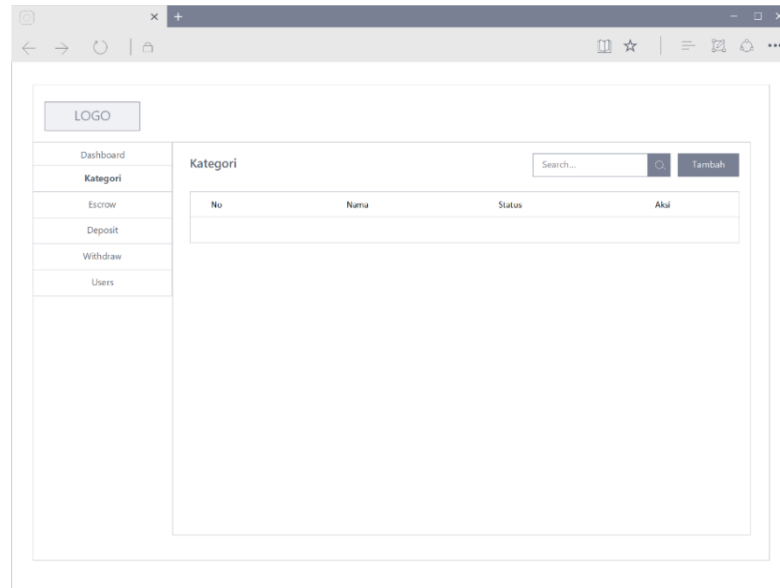 LOGO
Dashboard
Kategori
Escrow
Deposit
Withdraw
Users
Kategori
Search...
Tambah
No Nama Status Aksi